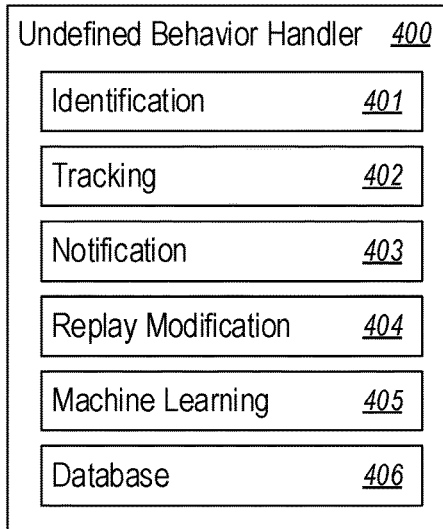 Undefined Behavior Handler 400
Identification 401
Tracking 402
Notification 403
Replay Modification 404
Machine Learning 405
Database 406